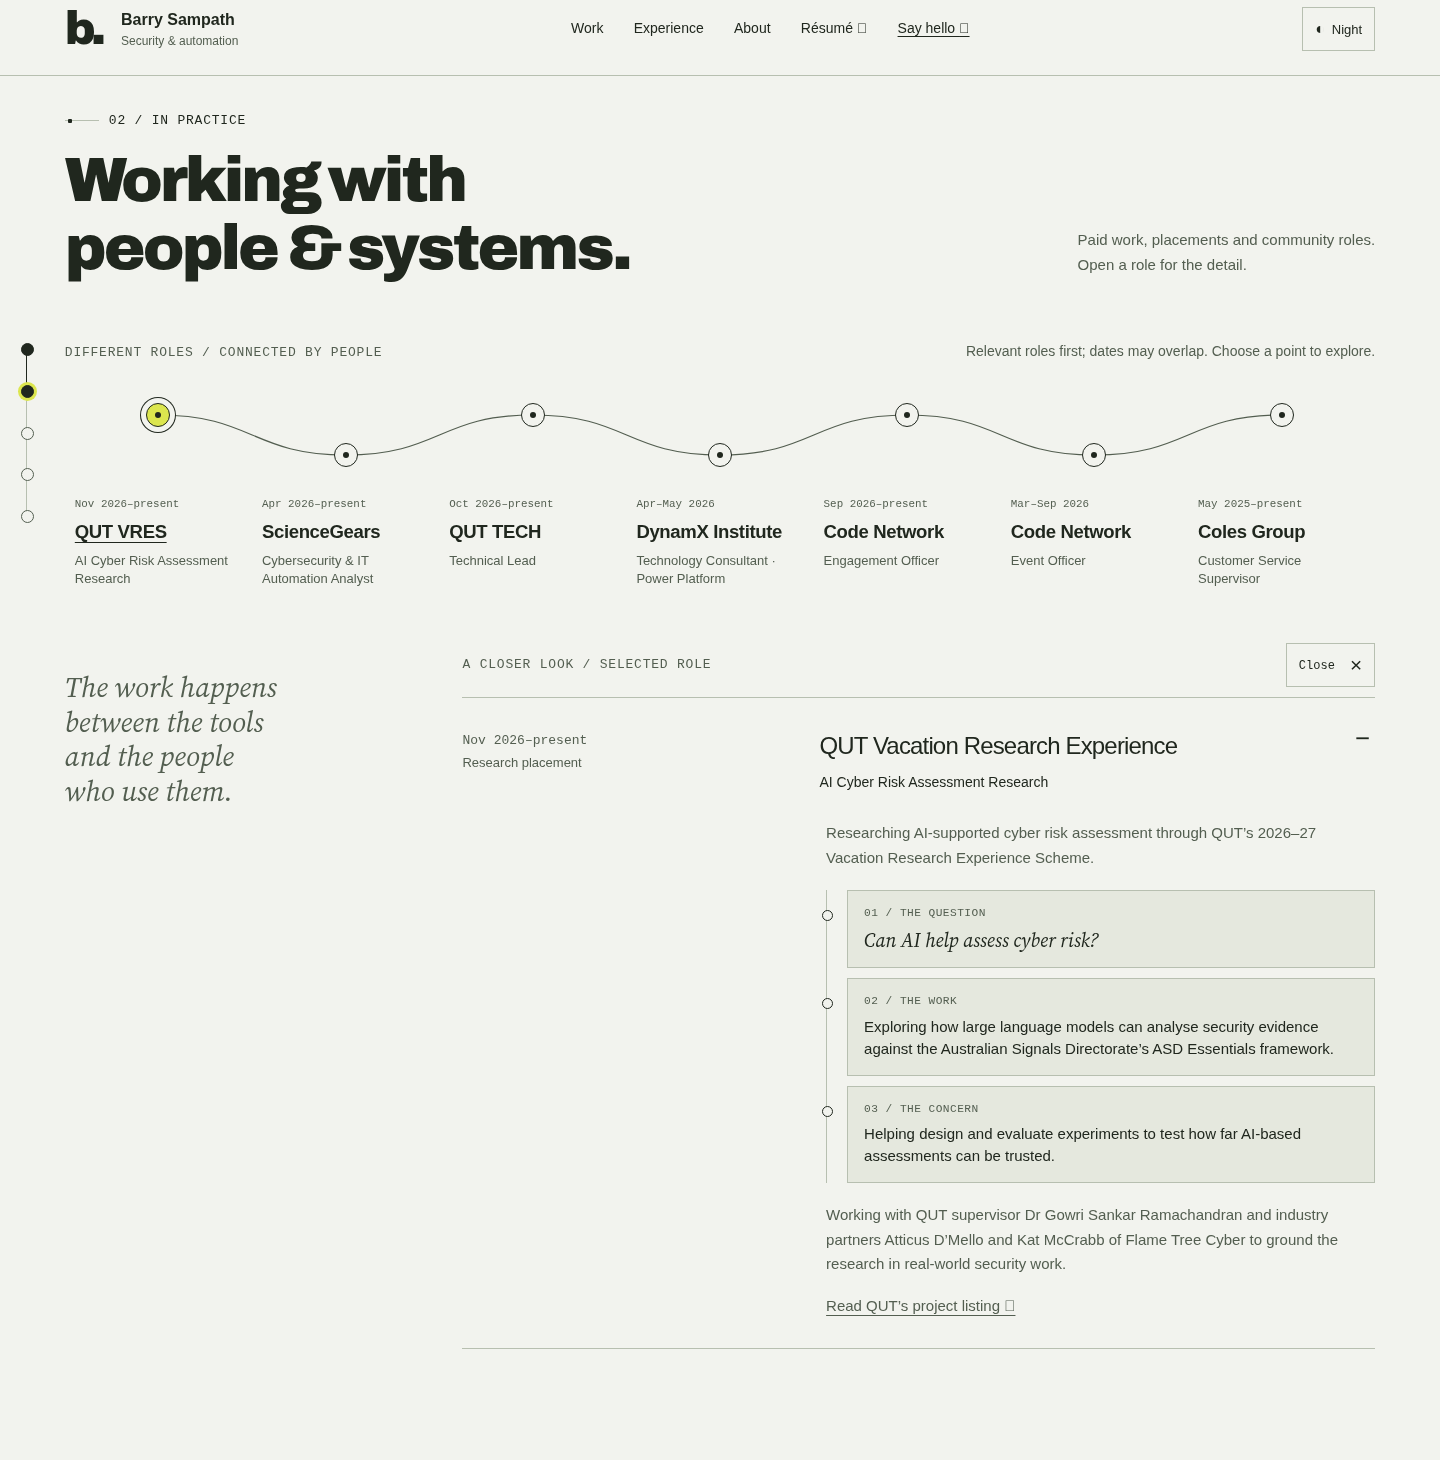 b.
Barry Sampath
Security & automation
Work
Experience
About
Résumé
Say hello
Night
02 / IN PRACTICE
Working with
people & systems.
Paid work, placements and community roles.
Open a role for the detail.
DIFFERENT ROLES / CONNECTED BY PEOPLE
Relevant roles first; dates may overlap. Choose a point to explore.
Nov 2026–present
QUT VRES
AI Cyber Risk Assessment
Research
Apr 2026–present
ScienceGears
Cybersecurity & IT
Automation Analyst
Oct 2026–present
QUT TECH
Technical Lead
Apr–May 2026
DynamX Institute
Technology Consultant ·
Power Platform
Sep 2026–present
Code Network
Engagement Officer
Mar–Sep 2026
Code Network
Event Officer
May 2025–present
Coles Group
Customer Service
Supervisor
The work happens
between the tools
and the people
who use them.
A CLOSER LOOK / SELECTED ROLE
Close ×
Nov 2026–present
Research placement
QUT Vacation Research Experience
AI Cyber Risk Assessment Research
Researching AI-supported cyber risk assessment through QUT’s 2026–27
Vacation Research Experience Scheme.
01 / THE QUESTION
Can AI help assess cyber risk?
02 / THE WORK
Exploring how large language models can analyse security evidence
against the Australian Signals Directorate’s ASD Essentials framework.
03 / THE CONCERN
Helping design and evaluate experiments to test how far AI-based
assessments can be trusted.
Working with QUT supervisor Dr Gowri Sankar Ramachandran and industry
partners Atticus D’Mello and Kat McCrabb of Flame Tree Cyber to ground the
research in real-world security work.
Read QUT’s project listing